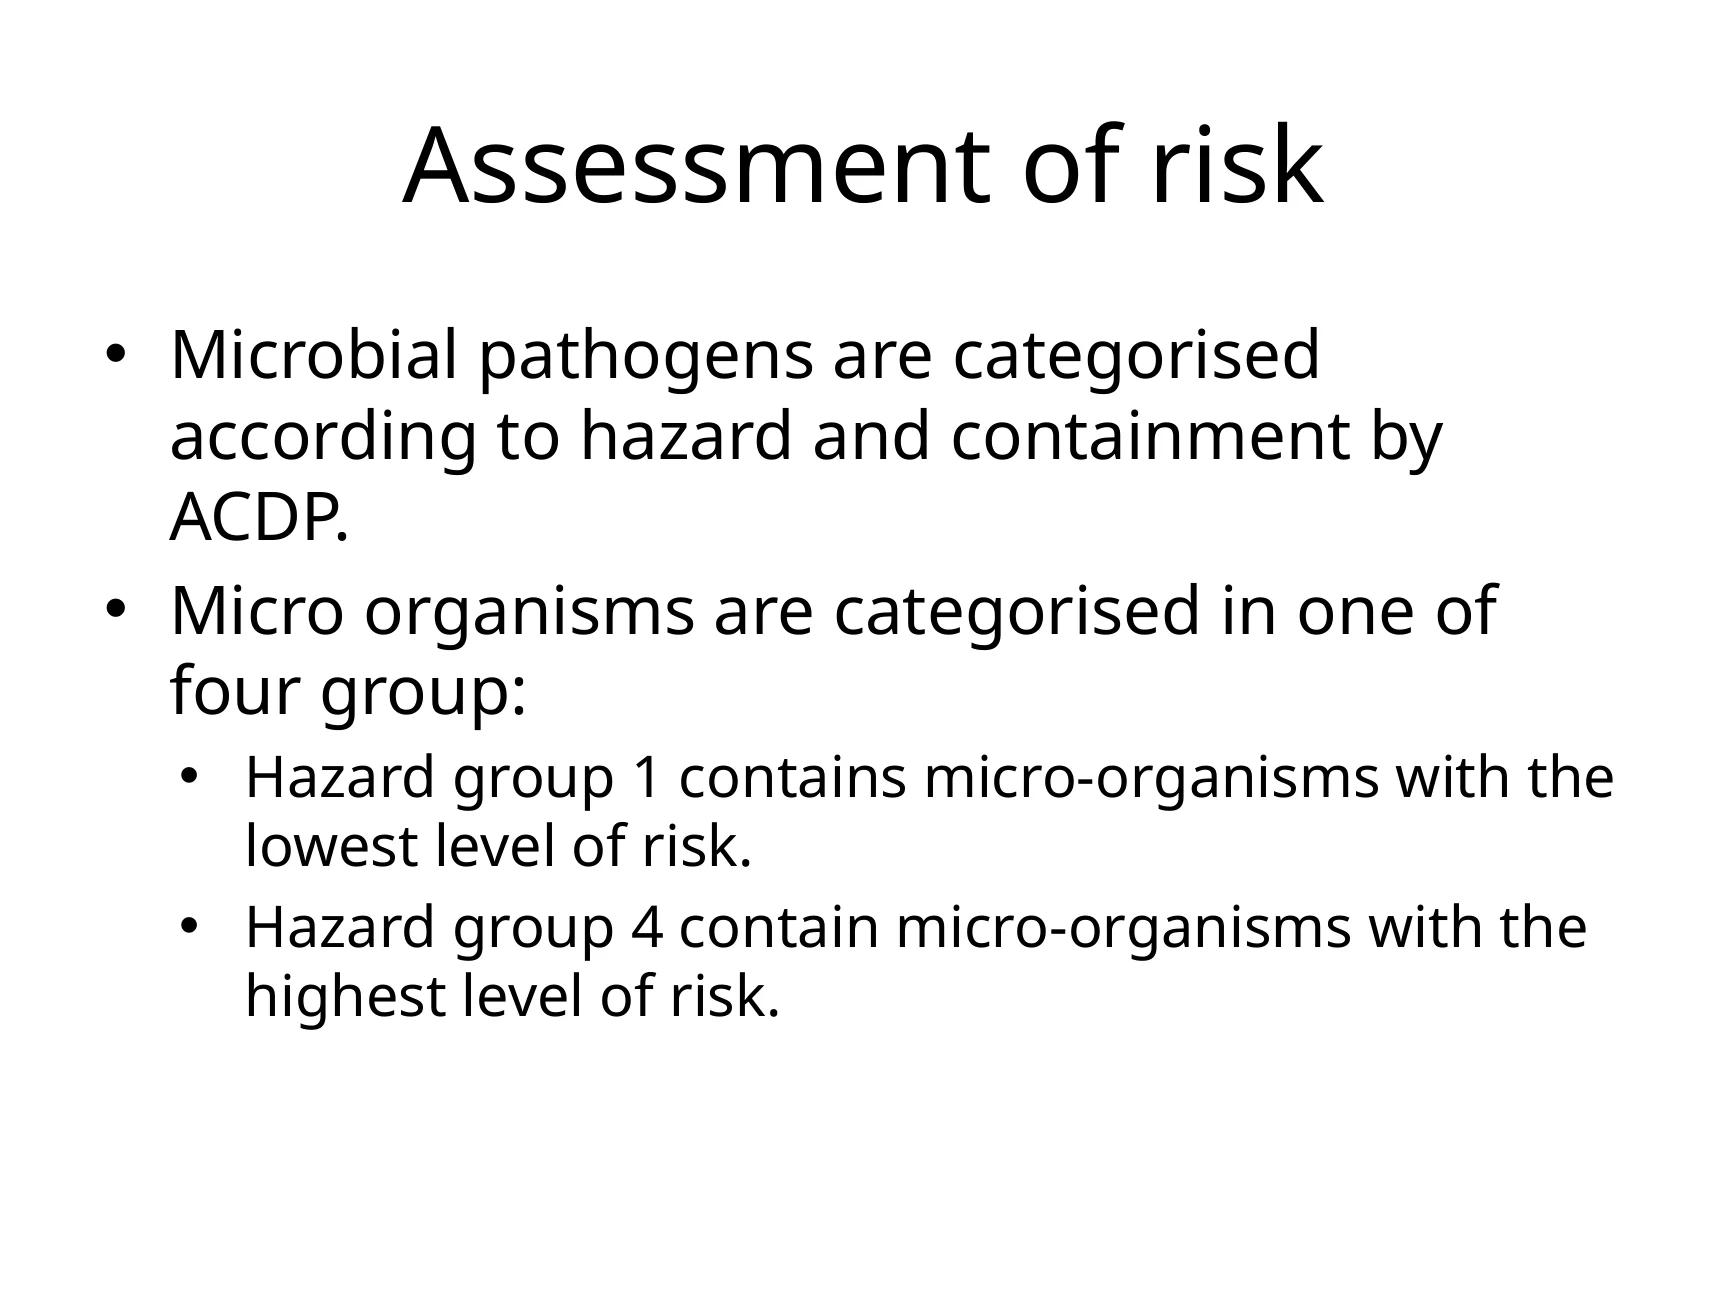 Assessment of risk
• Microbial pathogens are categorised
according to hazard and containment by
ACDP.
• Micro organisms are categorised in one of
four group:
• Hazard group 1 contains micro-organisms with the
lowest level of risk.
• Hazard group 4 contain micro-organisms with the
highest level of risk.